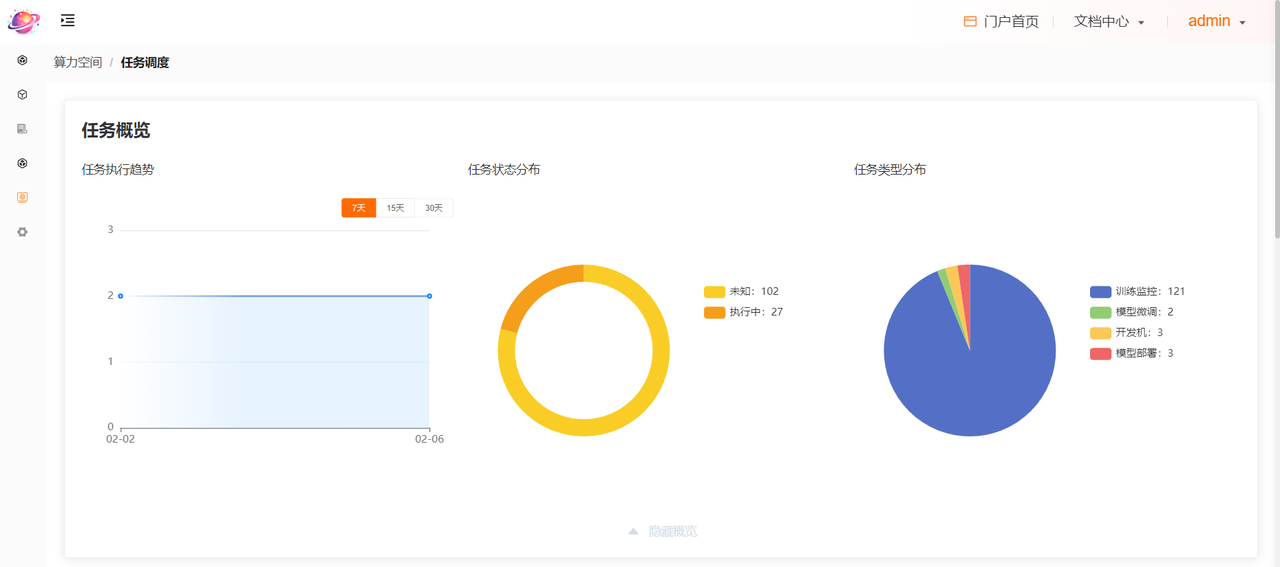 门户首页
文档中心
admin
算力空间 / 任务调度
任务概览
任务执行趋势
7天 15天 30天
3
2
1
0
02-02 02-06
任务状态分布
未知：102
执行中：27
任务类型分布
训练监控：121
模型微调：2
开发机：3
模型部署：3
隐藏概览